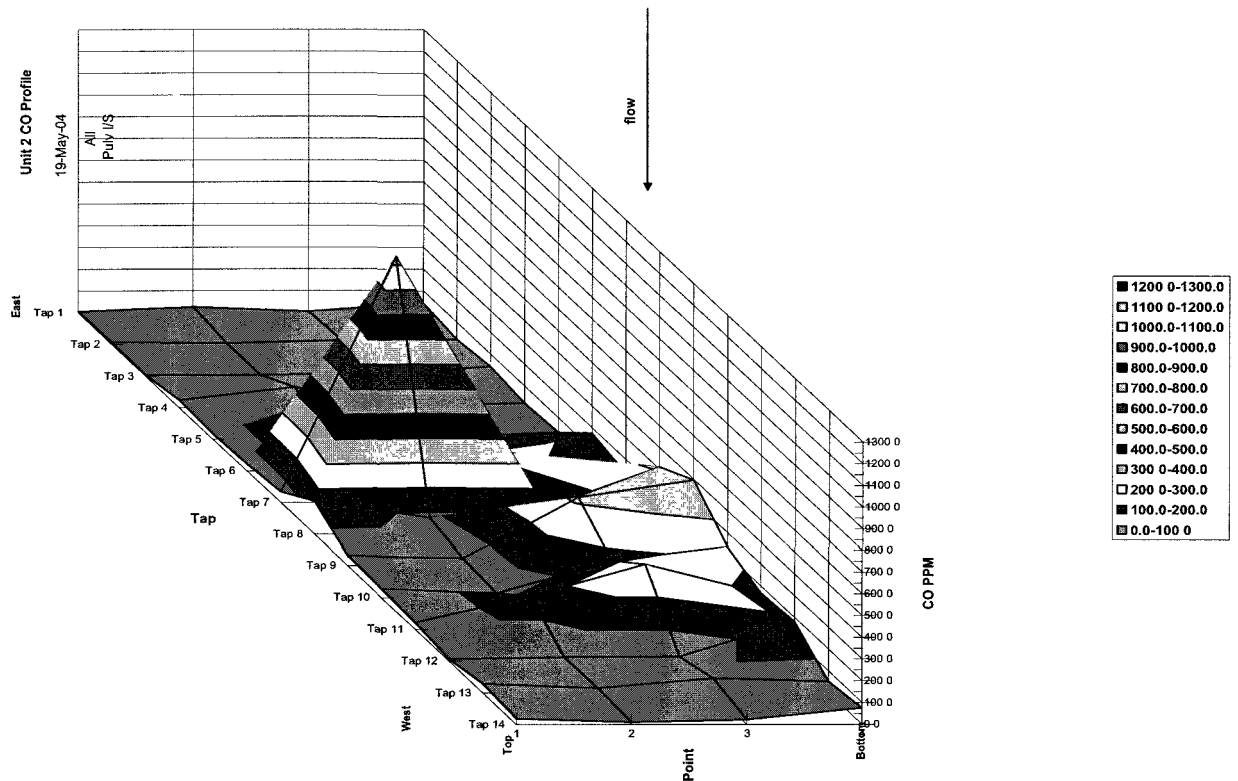 Unit 2 CO Profile
19-May-04
All
Pulv I/S
flow
East
Tap 1
Tap 2
Tap 3
Tap 4
Tap 5
Tap 6
Tap 7
Tap 8
Tap 9
Tap 10
Tap 11
Tap 12
Tap 13
Tap 14
Tap
West
Top 1
2
3
Bottom
Point
1300 0
1200 0
1100 0
1000 0
900 0
800 0
700 0
600 0
500 0
400 0
300 0
200 0
100 0
0 0
CO PPM
1200 0-1300.0
1100 0-1200.0
1000.0-1100.0
900.0-1000.0
800.0-900.0
700.0-800.0
600.0-700.0
500.0-600.0
400.0-500.0
300 0-400.0
200 0-300.0
100.0-200.0
0.0-100 0